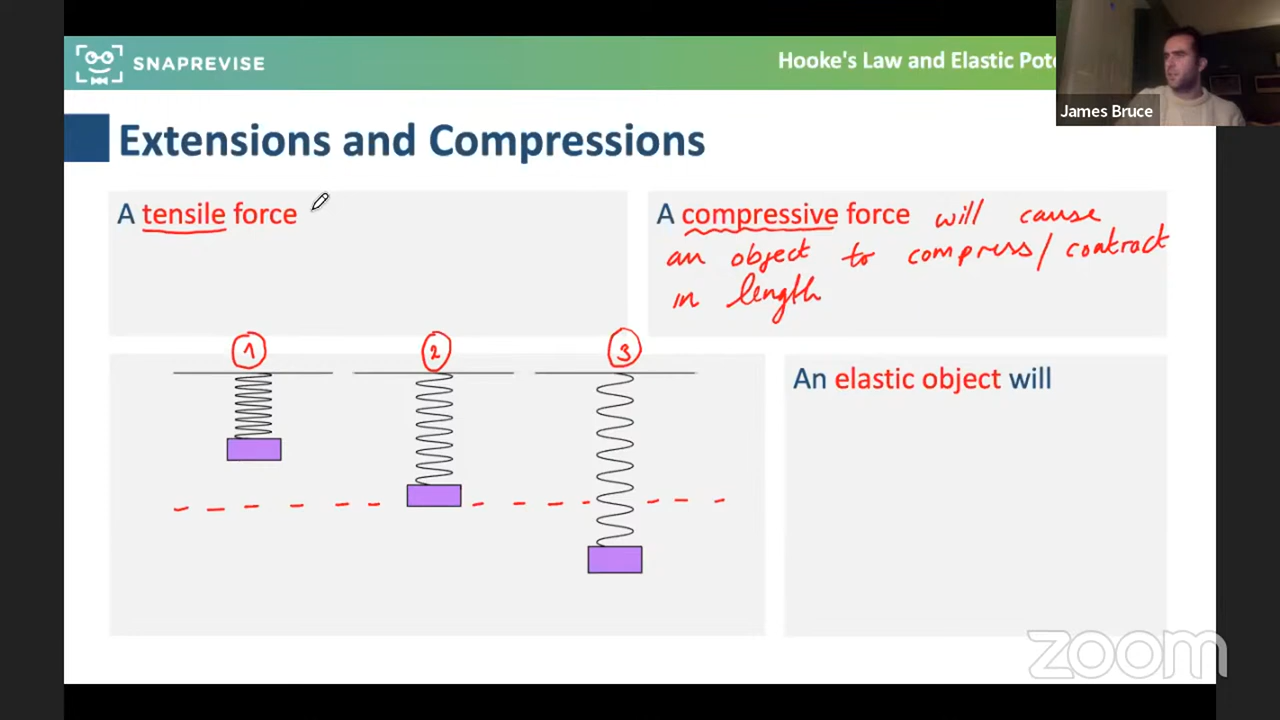 SNAPREVISE
Hooke's Law and Elastic Pote
James Bruce
Extensions and Compressions
A tensile force
A compressive force will cause
an object to compress/contract
in length
1
2
3
An elastic object will
zoom